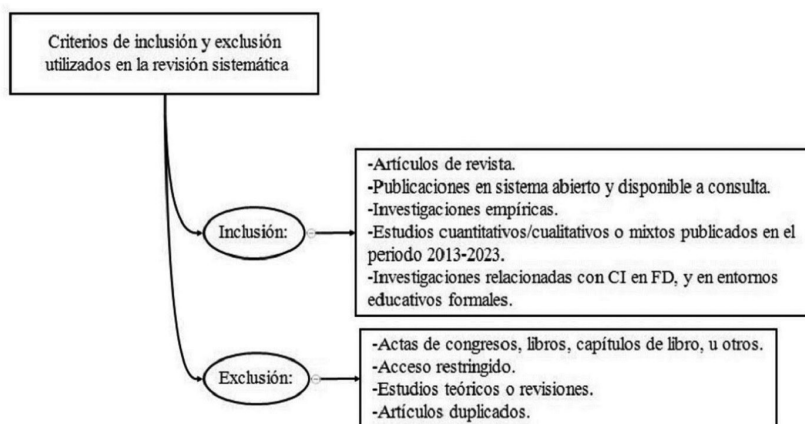 Criterios de inclusión y exclusión
utilizados en la revisión sistemática
Inclusión:
-Artículos de revista.
-Publicaciones en sistema abierto y disponible a consulta.
-Investigaciones empíricas.
-Estudios cuantitativos/cualitativos o mixtos publicados en el
periodo 2013-2023.
-Investigaciones relacionadas con CI en FD, y en entornos
educativos formales.
Exclusión:
-Actas de congresos, libros, capítulos de libro, u otros.
-Acceso restringido.
-Estudios teóricos o revisiones.
-Artículos duplicados.